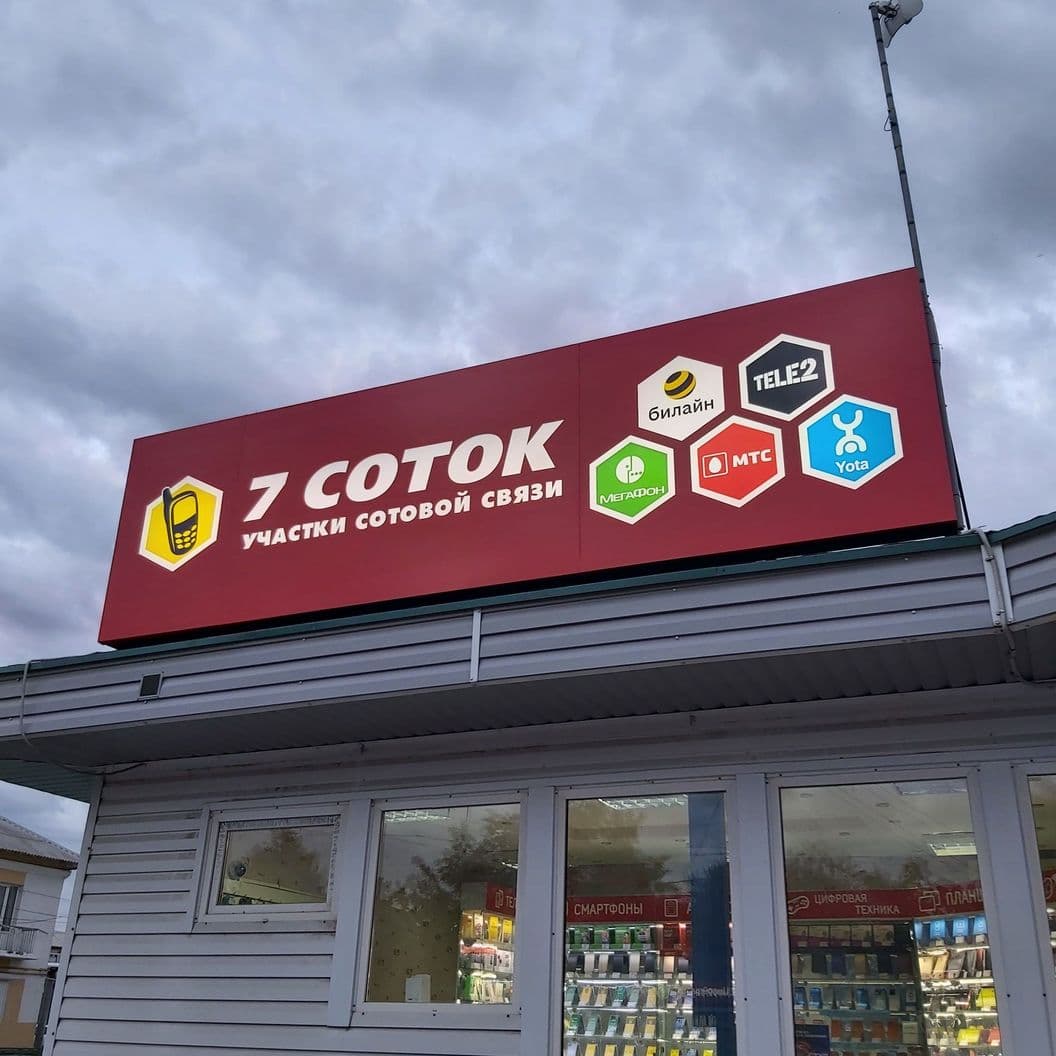 7 СОТОК
УЧАСТКИ СОТОВОЙ СВЯЗИ
билайн
TELE2
МЕГАФОН
МТС
Yota
СМАРТФОНЫ
ЦИФРОВАЯ
ТЕХНИКА